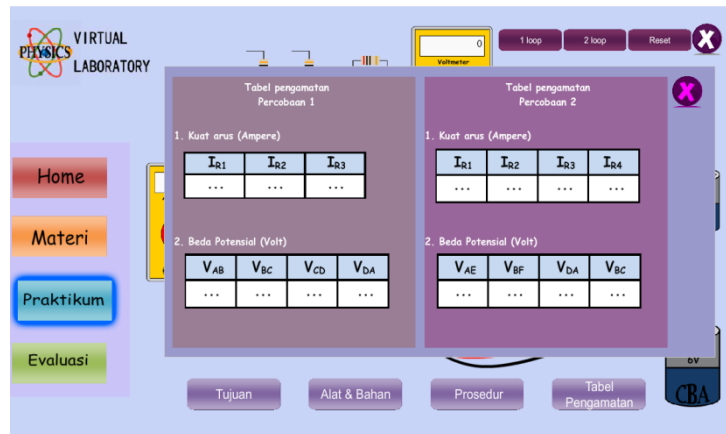 VIRTUAL
PHYSICS
LABORATORY
0
Voltmeter
1 loop
2 loop
Reset
X
X
Home
Materi
Praktikum
Evaluasi
Tabel pengamatan
Percobaan 1
1. Kuat arus (Ampere)
IR1 IR2 IR3
... ... ...
2. Beda Potensial (Volt)
VAB VBC VCD VDA
... ... ... ...
Tabel pengamatan
Percobaan 2
1. Kuat arus (Ampere)
IR1 IR2 IR3 IR4
... ... ... ...
2. Beda Potensial (Volt)
VAE VBF VDA VBC
... ... ... ...
6V
CBA
Tujuan
Alat & Bahan
Prosedur
Tabel
Pengamatan